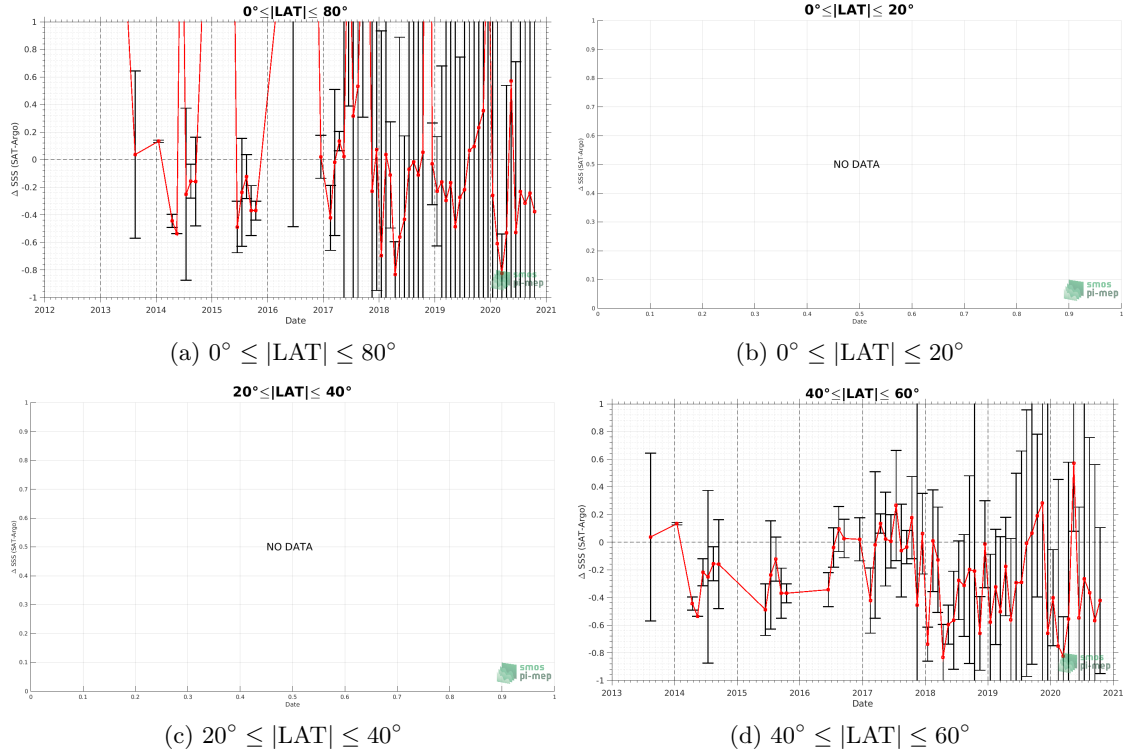 0°≤|LAT|≤ 80°
Δ SSS (SAT-Argo)
1
0.8
0.6
0.4
0.2
0
-0.2
-0.4
-0.6
-0.8
-1
2012 2013 2014 2015 2016 2017 2018 2019 2020 2021
Date
smos
pi-mep
(a) 0° ≤ |LAT| ≤ 80°
0°≤|LAT|≤ 20°
Δ SSS (SAT-Argo)
1
0.9
0.8
0.7
0.6
0.5
0.4
0.3
0.2
0.1
0
NO DATA
0 0.1 0.2 0.3 0.4 0.5 0.6 0.7 0.8 0.9 1
Date
smos
pi-mep
(b) 0° ≤ |LAT| ≤ 20°
20°≤|LAT|≤ 40°
Δ SSS (SAT-Argo)
1
0.9
0.8
0.7
0.6
0.5
0.4
0.3
0.2
0.1
0
NO DATA
0 0.1 0.2 0.3 0.4 0.5 0.6 0.7 0.8 0.9 1
Date
smos
pi-mep
(c) 20° ≤ |LAT| ≤ 40°
40°≤|LAT|≤ 60°
Δ SSS (SAT-Argo)
1
0.8
0.6
0.4
0.2
0
-0.2
-0.4
-0.6
-0.8
-1
2013 2014 2015 2016 2017 2018 2019 2020 2021
Date
smos
pi-mep
(d) 40° ≤ |LAT| ≤ 60°